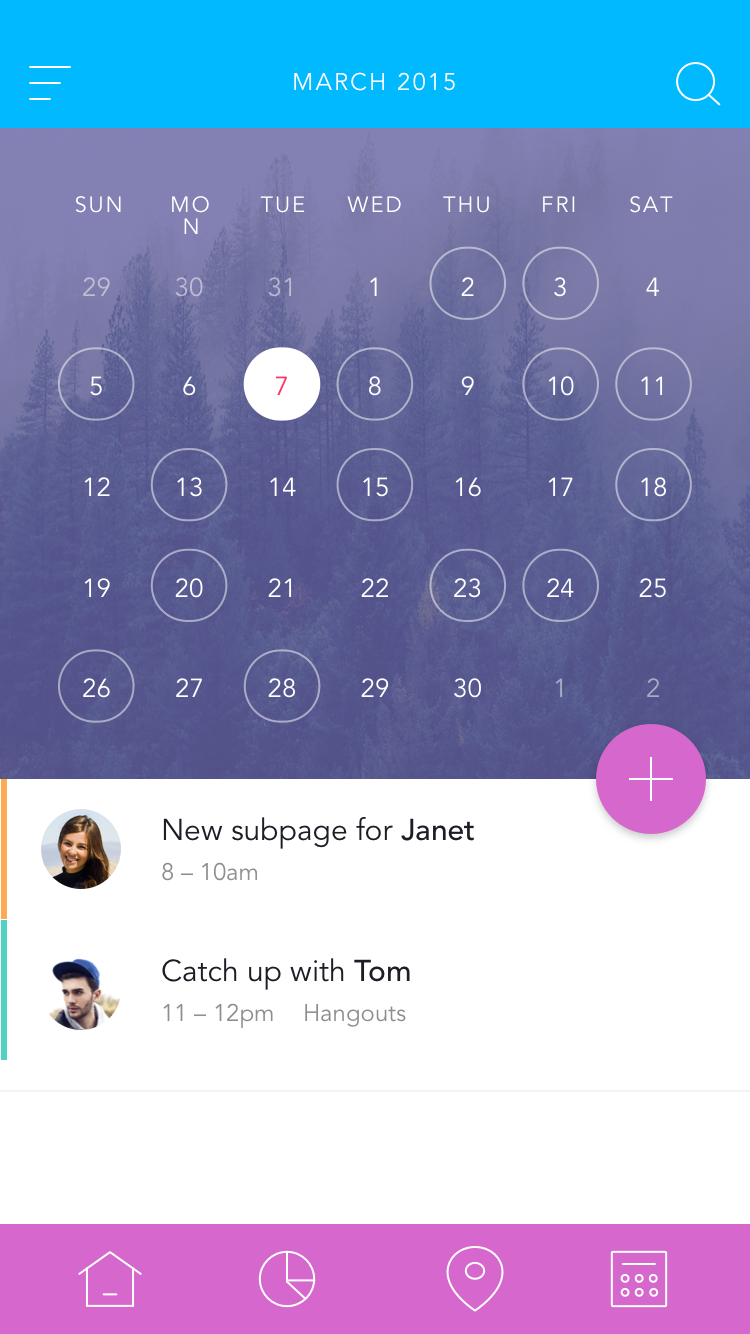 MARCH 2015
SUN MO TUE WED THU FRI SAT
N
29 30 31 1 2 3 4
5 6 7 8 9 10 11
12 13 14 15 16 17 18
19 20 21 22 23 24 25
26 27 28 29 30 1 2
New subpage for Janet
8 – 10am
Catch up with Tom
11 – 12pm Hangouts